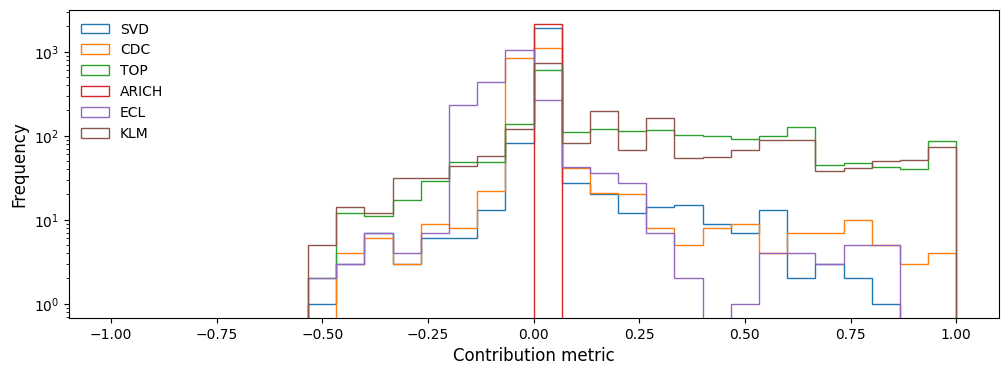 SVD
CDC
TOP
ARICH
ECL
KLM
Frequency
10³
10²
10¹
10⁰
−1.00 −0.75 −0.50 −0.25 0.00 0.25 0.50 0.75 1.00
Contribution metric